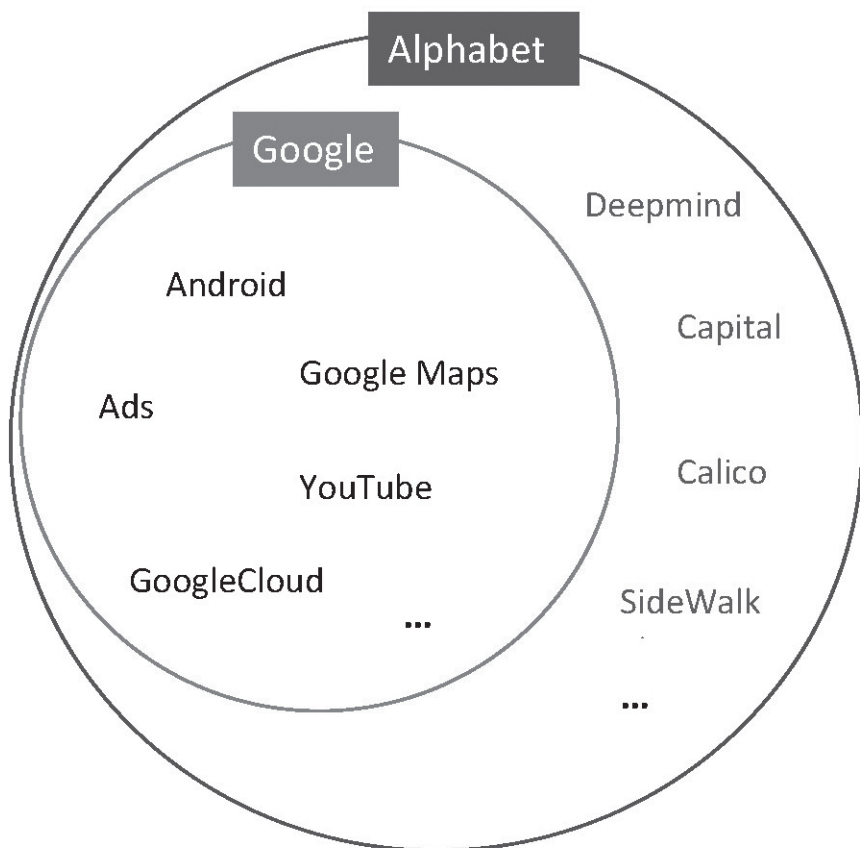 Alphabet
Google
Deepmind
Android
Capital
Google Maps
Ads
Calico
YouTube
GoogleCloud
SideWalk
...
...